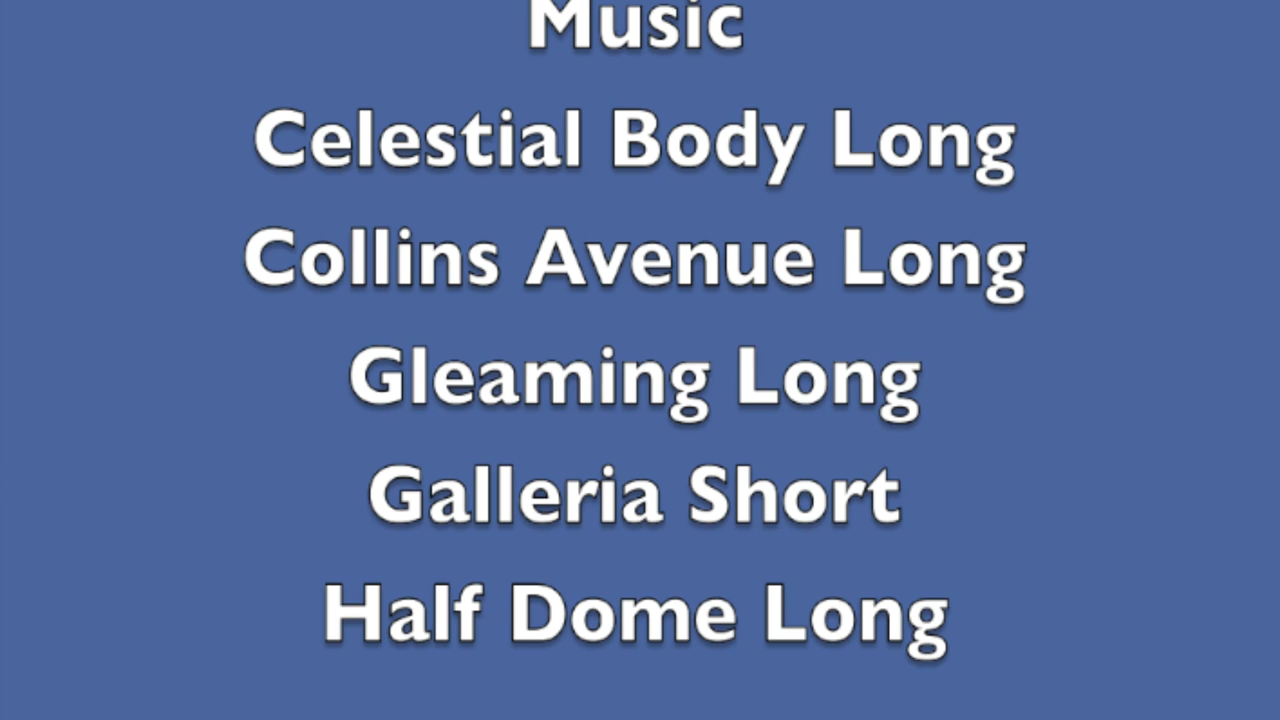 Music
Celestial Body Long
Collins Avenue Long
Gleaming Long
Galleria Short
Half Dome Long